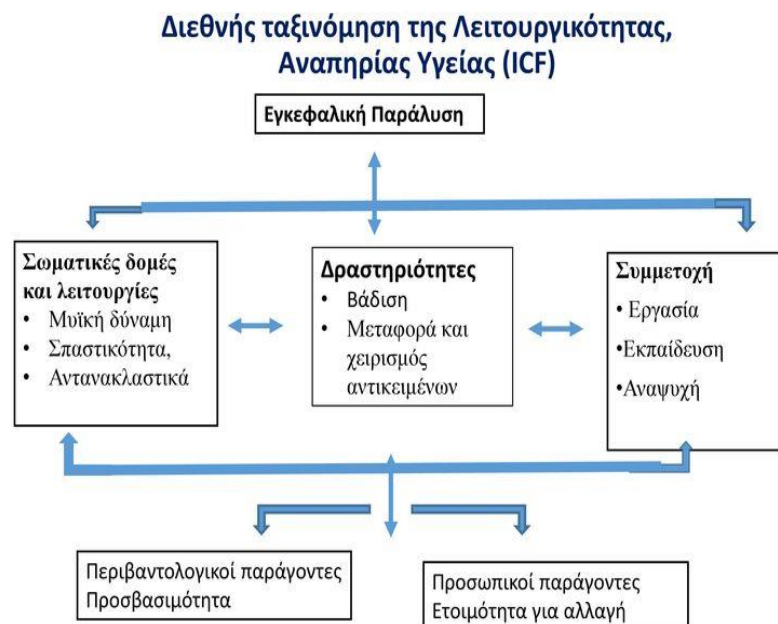 Διεθνής ταξινόμηση της Λειτουργικότητας,
Αναπηρίας Υγείας (ICF)
Εγκεφαλική Παράλυση
Σωματικές δομές
και λειτουργίες
• Μυϊκή δύναμη
• Σπαστικότητα,
• Αντανακλαστικά
Δραστηριότητες
• Βάδιση
• Μεταφορά και
χειρισμός
αντικειμένων
Συμμετοχή
• Εργασία
•Εκπαίδευση
•Αναψυχή
Περιβαντολογικοί παράγοντες
Προσβασιμότητα
Προσωπικοί παράγοντες
Ετοιμότητα για αλλαγή